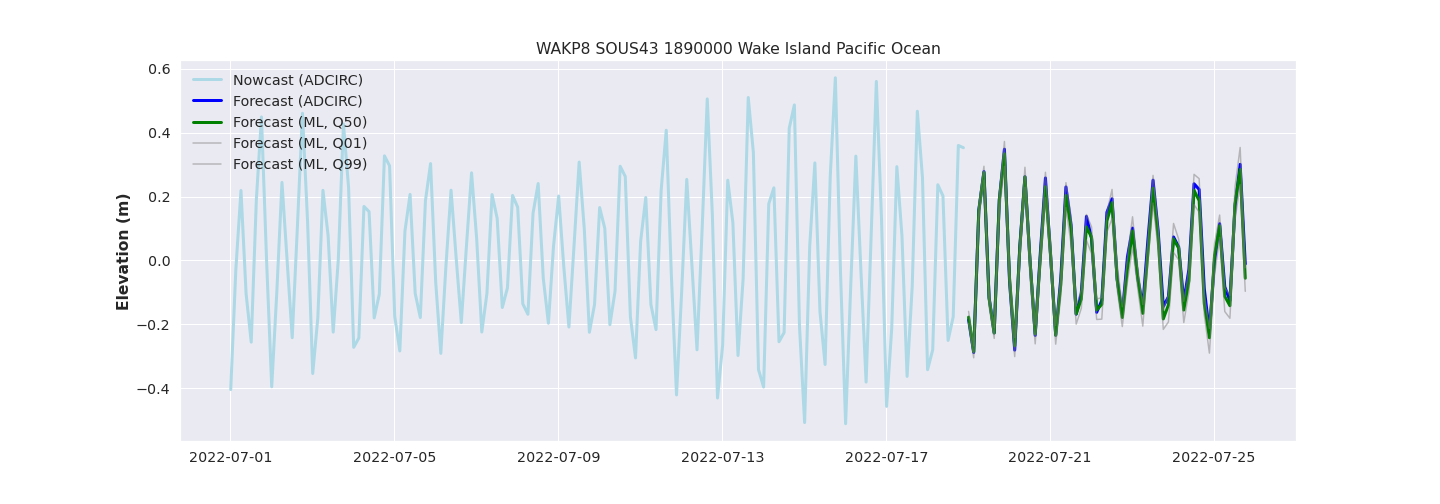 WAKP8 SOUS43 1890000 Wake Island Pacific Ocean
Elevation (m)
0.6
0.4
0.2
0.0
−0.2
−0.4
Nowcast (ADCIRC)
Forecast (ADCIRC)
Forecast (ML, Q50)
Forecast (ML, Q01)
Forecast (ML, Q99)
2022-07-01 2022-07-05 2022-07-09 2022-07-13 2022-07-17 2022-07-21 2022-07-25